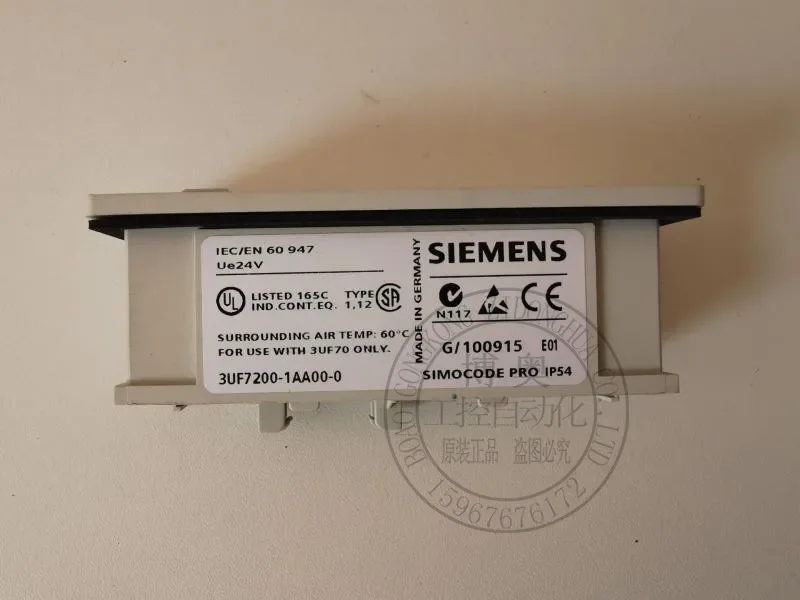 IEC/EN 60 947
Ue24V
UL LISTED 165C TYPE SA
IND.CONT.EQ. 1,12
SURROUNDING AIR TEMP: 60°C
FOR USE WITH 3UF70 ONLY.
3UF7200-1AA00-0
MADE IN GERMANY
SIEMENS
N117
CE
G/100915 E01
SIMOCODE PRO IP54
博奥
工控自动化
原装正品 盗图必究
15967676172